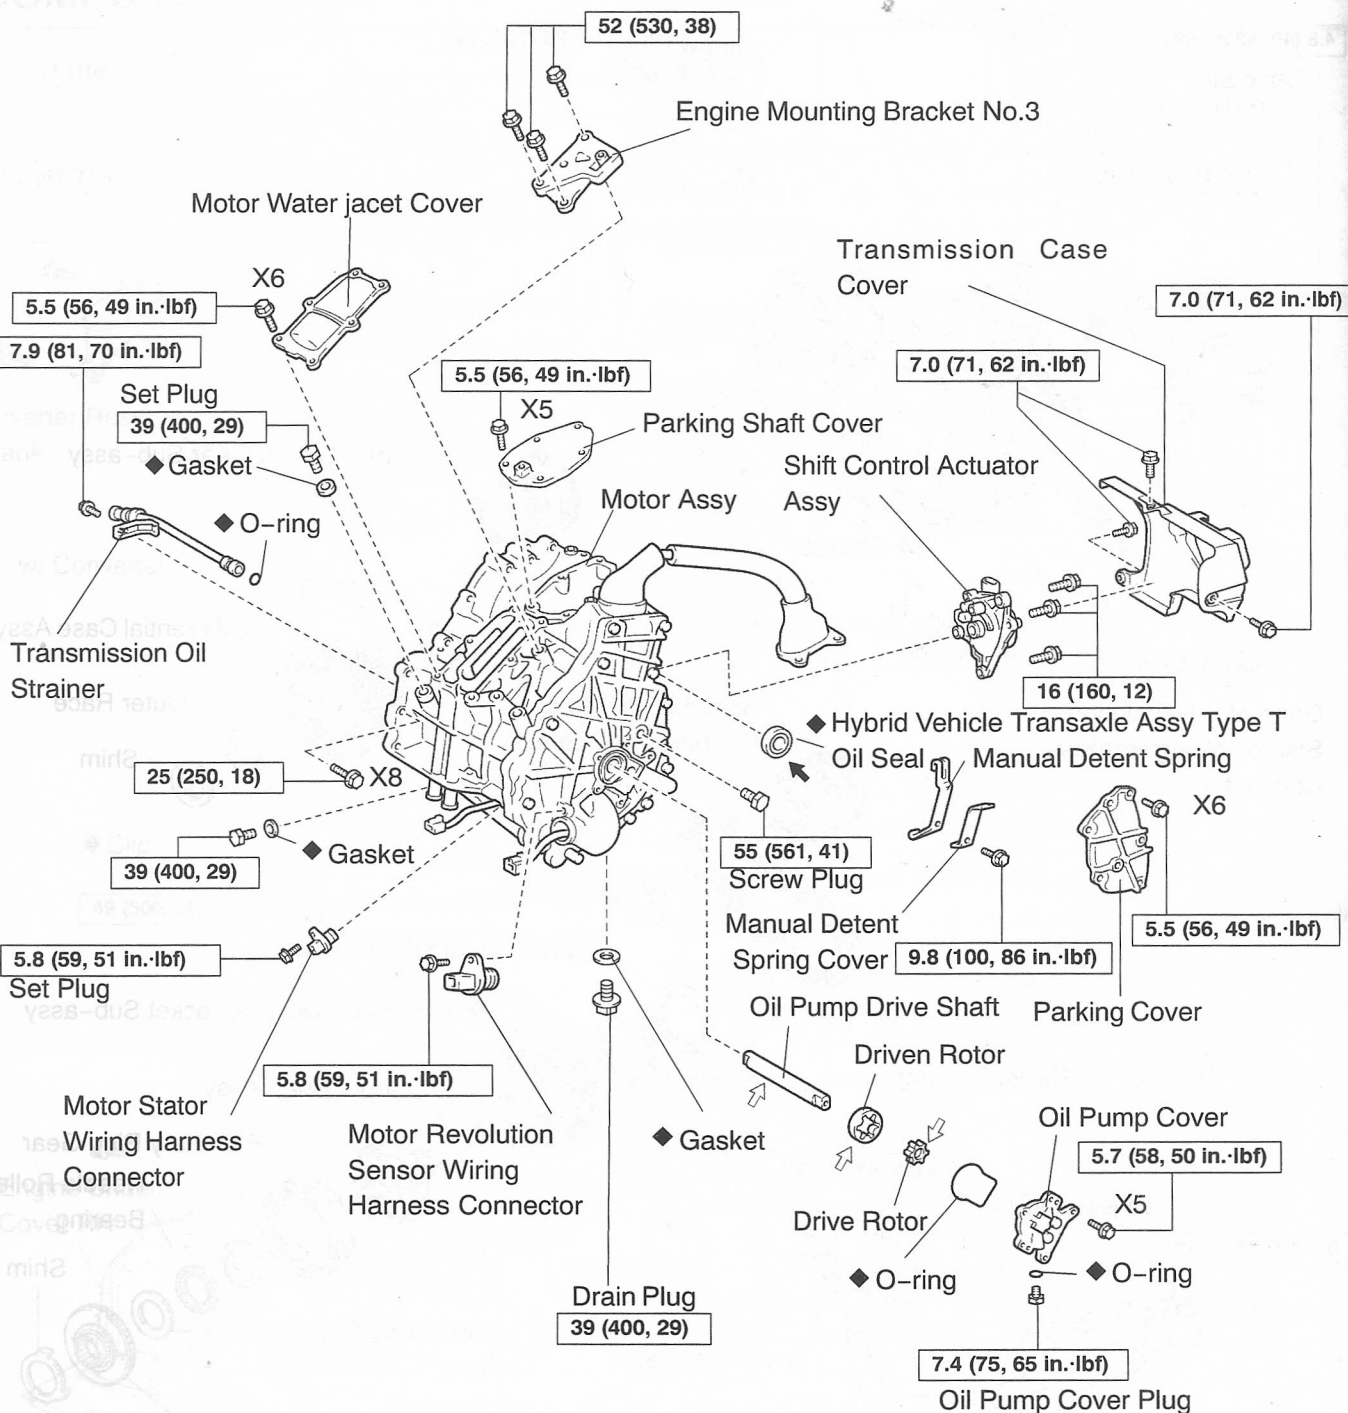 52 (530, 38)
Engine Mounting Bracket No.3
Motor Water jacet Cover
X6
5.5 (56, 49 in.·lbf)
7.9 (81, 70 in.·lbf)
Set Plug
39 (400, 29)
◆ Gasket
◆ O-ring
Transmission Oil
Strainer
5.5 (56, 49 in.·lbf)
X5
Parking Shaft Cover
Motor Assy
Transmission Case
Cover
7.0 (71, 62 in.·lbf)
7.0 (71, 62 in.·lbf)
Shift Control Actuator
Assy
16 (160, 12)
◆ Hybrid Vehicle Transaxle Assy Type T
Oil Seal
Manual Detent Spring
25 (250, 18)
X8
39 (400, 29)
◆ Gasket
55 (561, 41)
Screw Plug
X6
5.5 (56, 49 in.·lbf)
Manual Detent
Spring Cover
9.8 (100, 86 in.·lbf)
Parking Cover
5.8 (59, 51 in.·lbf)
Set Plug
Oil Pump Drive Shaft
Driven Rotor
5.8 (59, 51 in.·lbf)
Motor Stator
Wiring Harness
Connector
Motor Revolution
Sensor Wiring
Harness Connector
◆ Gasket
Oil Pump Cover
5.7 (58, 50 in.·lbf)
X5
Drive Rotor
◆ O-ring
◆ O-ring
Drain Plug
39 (400, 29)
7.4 (75, 65 in.·lbf)
Oil Pump Cover Plug